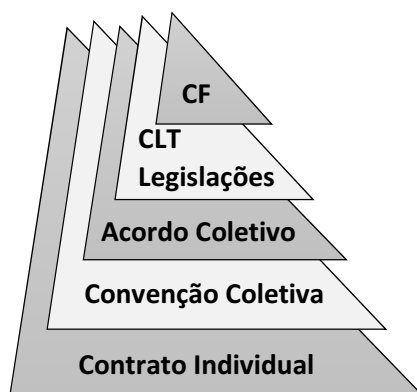 CF
CLT
Legislações
Acordo Coletivo
Convenção Coletiva
Contrato Individual